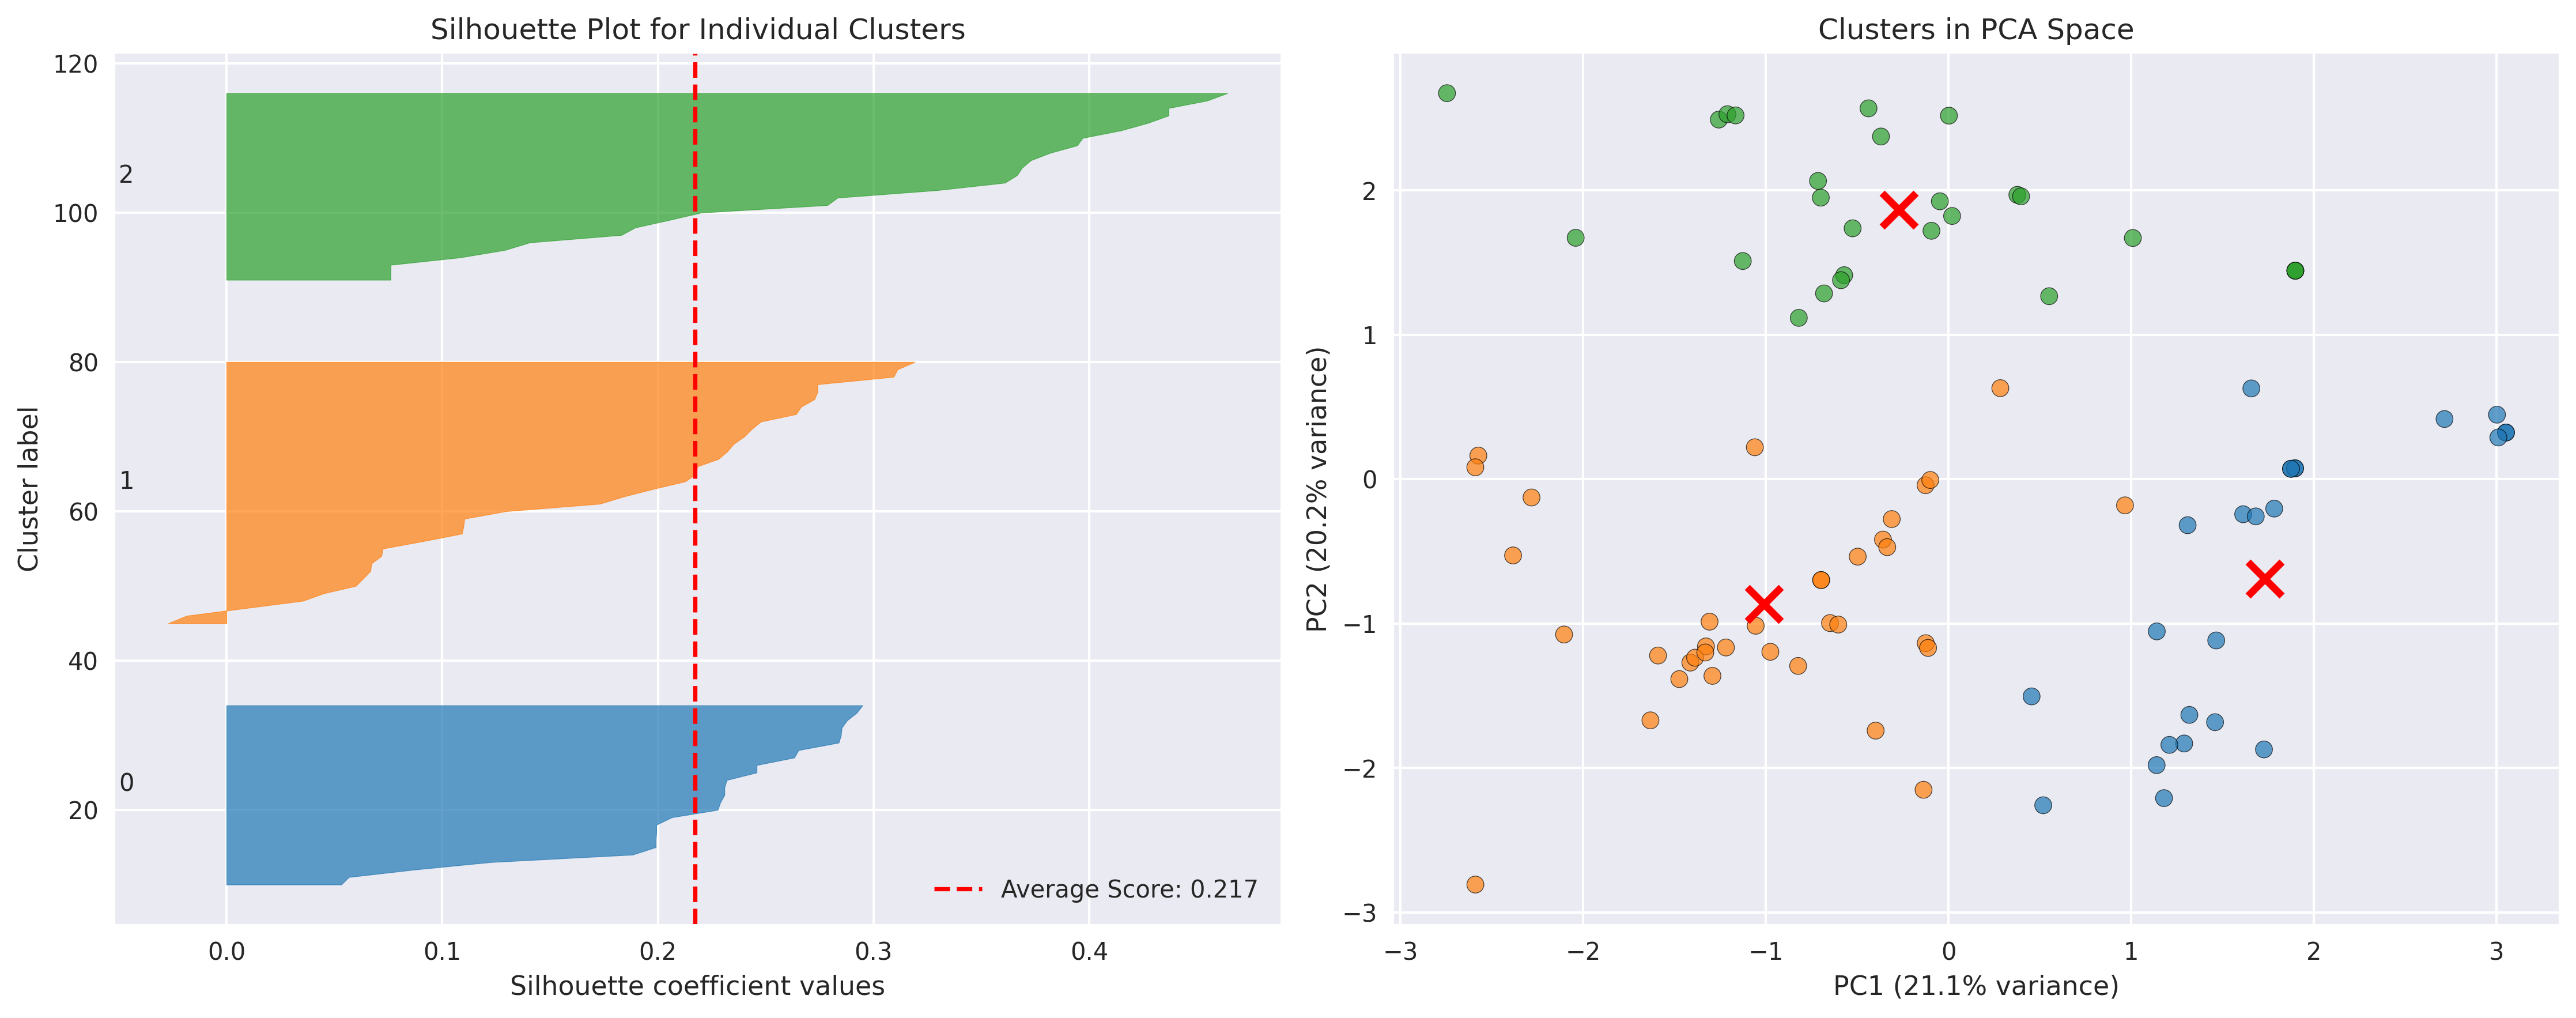 Silhouette Plot for Individual Clusters
120
100
80
60
40
20
2
1
0
Cluster label
Average Score: 0.217
0.0 0.1 0.2 0.3 0.4
Silhouette coefficient values
Clusters in PCA Space
2
1
0
−1
−2
−3
PC2 (20.2% variance)
−3 −2 −1 0 1 2 3
PC1 (21.1% variance)